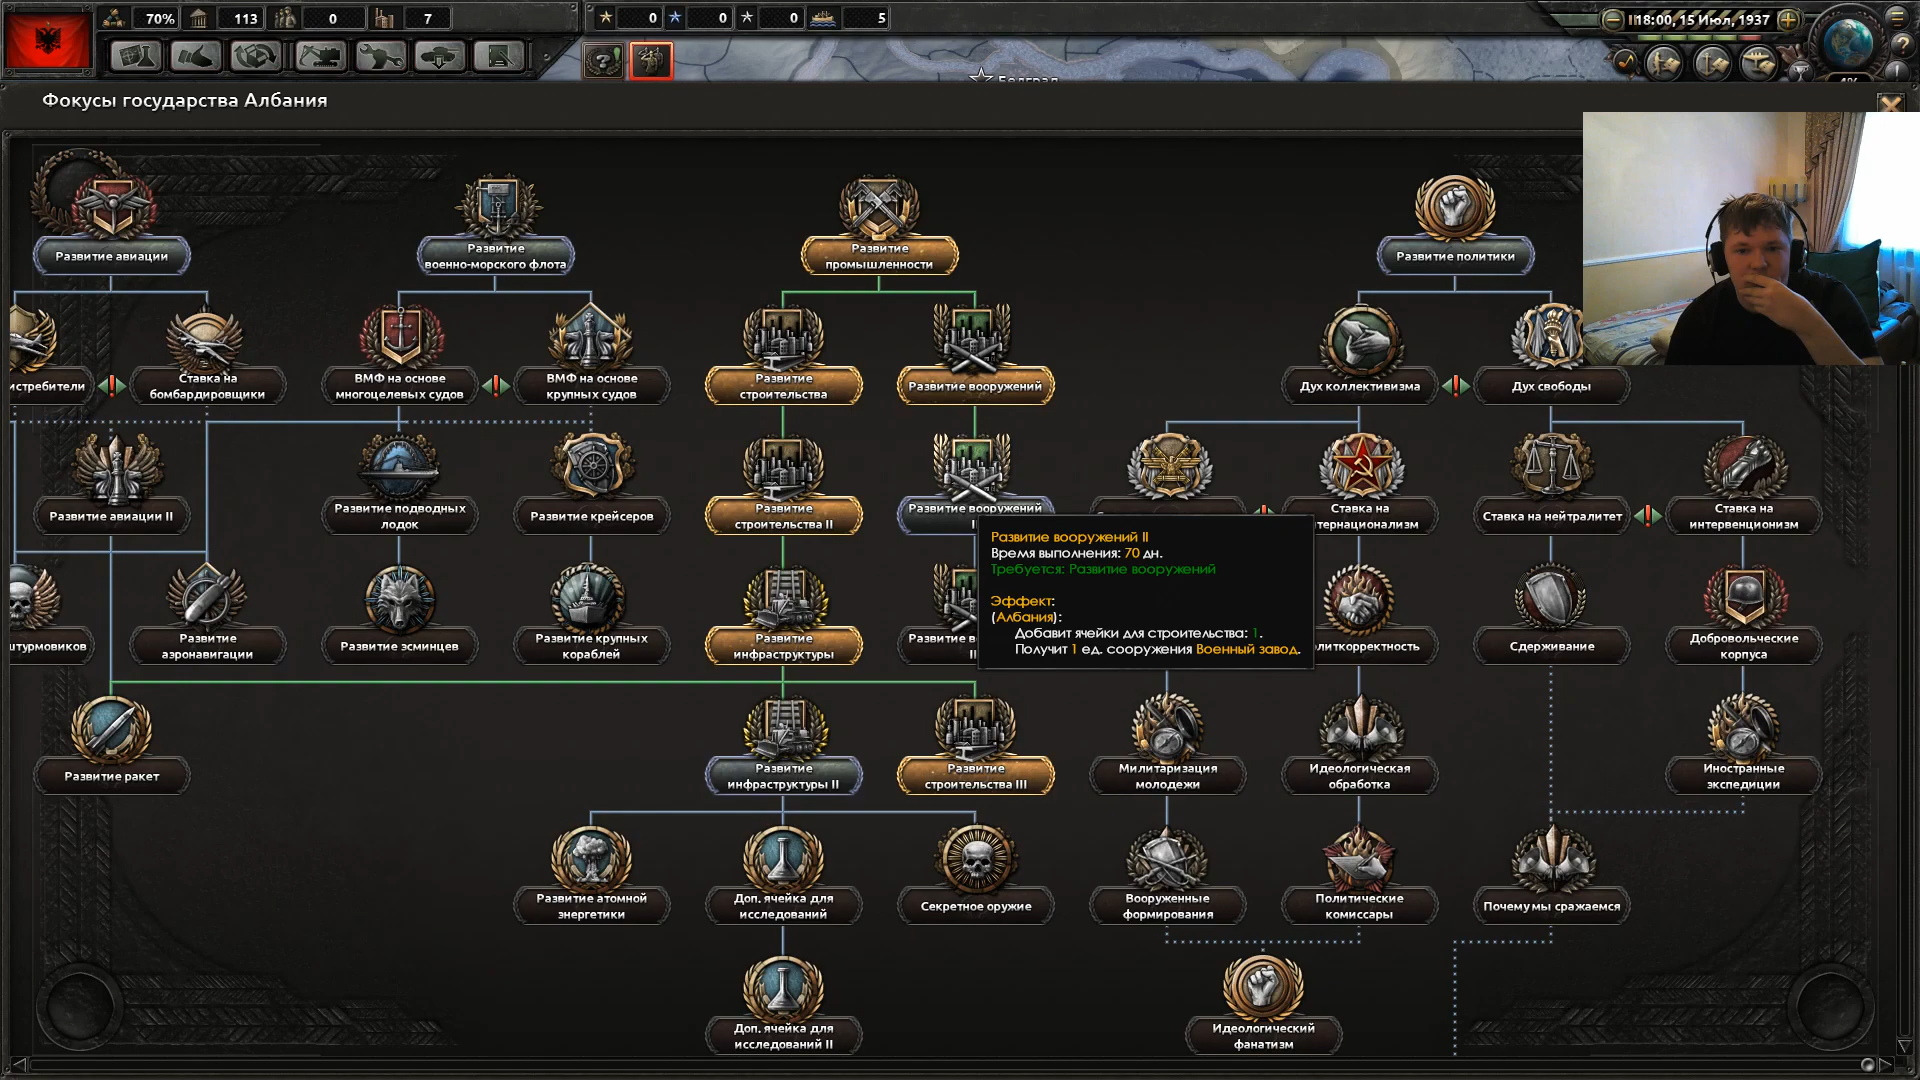 70%
113
0
7
0
0
0
5
18:00, 15 Июл, 1937
Белград
4%
Фокусы государства Албания
Развитие авиации
Развитие
военно-морского флота
Развитие
промышленности
Развитие политики
истребители
Ставка на
бомбардировщики
ВМФ на основе
многоцелевых судов
ВМФ на основе
крупных судов
Развитие
строительства
Развитие вооружений
Дух коллективизма
Дух свободы
Развитие авиации II
Развитие подводных
лодок
Развитие крейсеров
Развитие
строительства II
Развитие вооружений
Ставка на
тернационализм
Ставка на нейтралитет
Ставка на
интервенционизм
Развитие вооружений II
Время выполнения: 70 дн.
Требуется: Развитие вооружений
Эффект:
(Албания):
Добавит ячейки для строительства: 1.
Получит 1 ед. сооружения Военный завод.
штурмовиков
Развитие
аэронавигации
Развитие эсминцев
Развитие крупных
кораблей
Развитие
инфраструктуры
Развитие в
литкорректность
Сдерживание
Добровольческие
корпуса
Развитие ракет
Развитие
инфраструктуры II
Развитие
строительства III
Милитаризация
молодежи
Идеологическая
обработка
Иностранные
экспедиции
Развитие атомной
энергетики
Доп. ячейка для
исследований
Секретное оружие
Вооруженные
формирования
Политические
комиссары
Почему мы сражаемся
Доп. ячейка для
исследований II
Идеологический
фанатизм